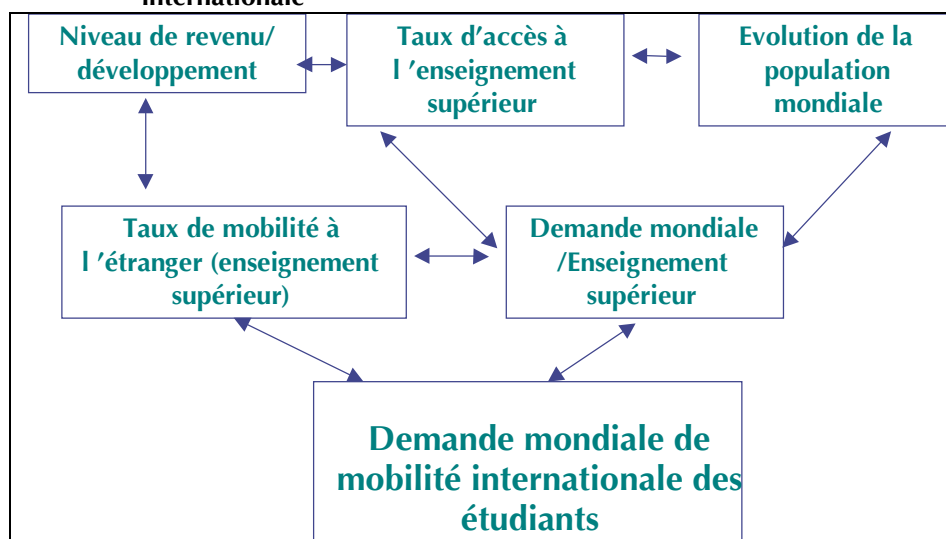 internationale
Niveau de revenu/
développement
Taux d’accès à
l ’enseignement
supérieur
Evolution de la
population
mondiale
Taux de mobilité à
l ’étranger (enseignement
supérieur)
Demande mondiale
/Enseignement
supérieur
Demande mondiale de
mobilité internationale des
étudiants